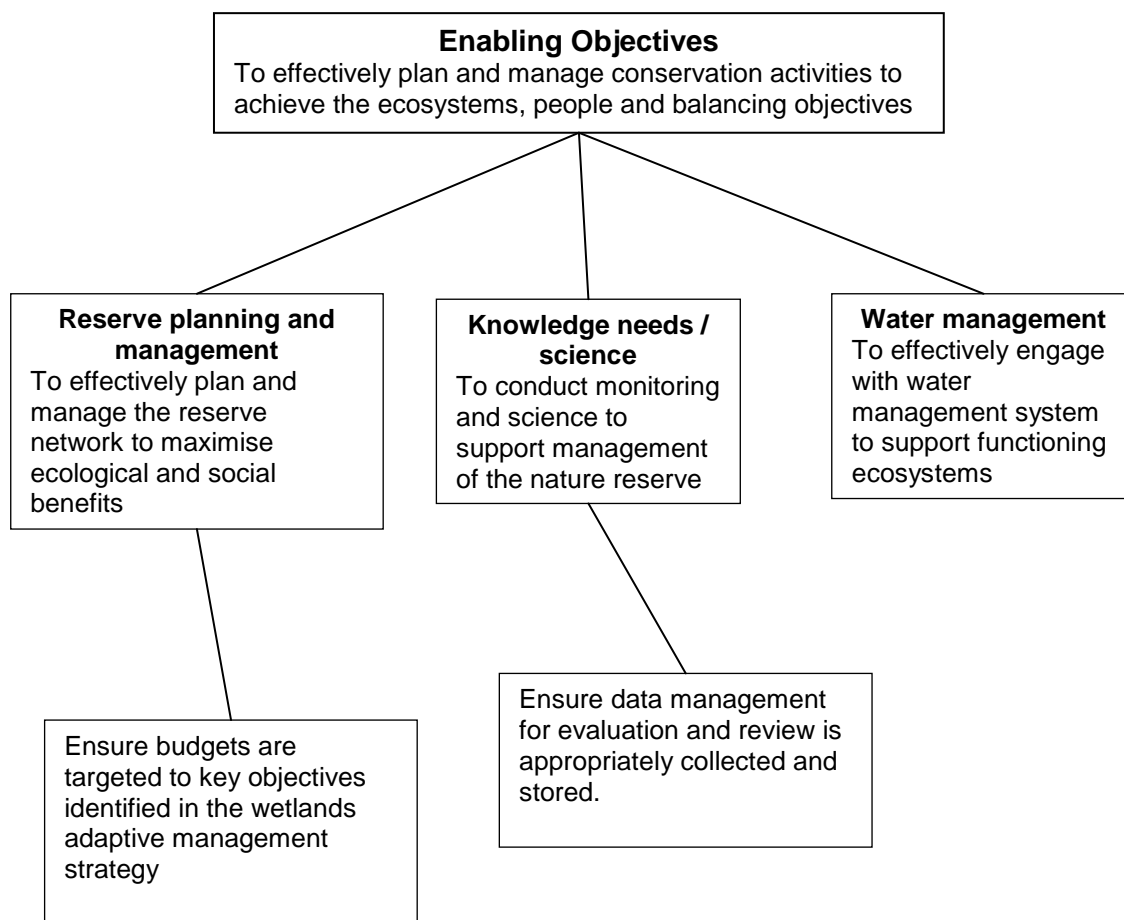 Enabling Objectives
To effectively plan and manage conservation activities to
achieve the ecosystems, people and balancing objectives
Reserve planning and
management
To effectively plan and
manage the reserve
network to maximise
ecological and social
benefits
Knowledge needs /
science
To conduct monitoring
and science to
support management
of the nature reserve
Water management
To effectively engage
with water
management system
to support functioning
ecosystems
Ensure budgets are
targeted to key objectives
identified in the wetlands
adaptive management
strategy
Ensure data management
for evaluation and review is
appropriately collected and
stored.